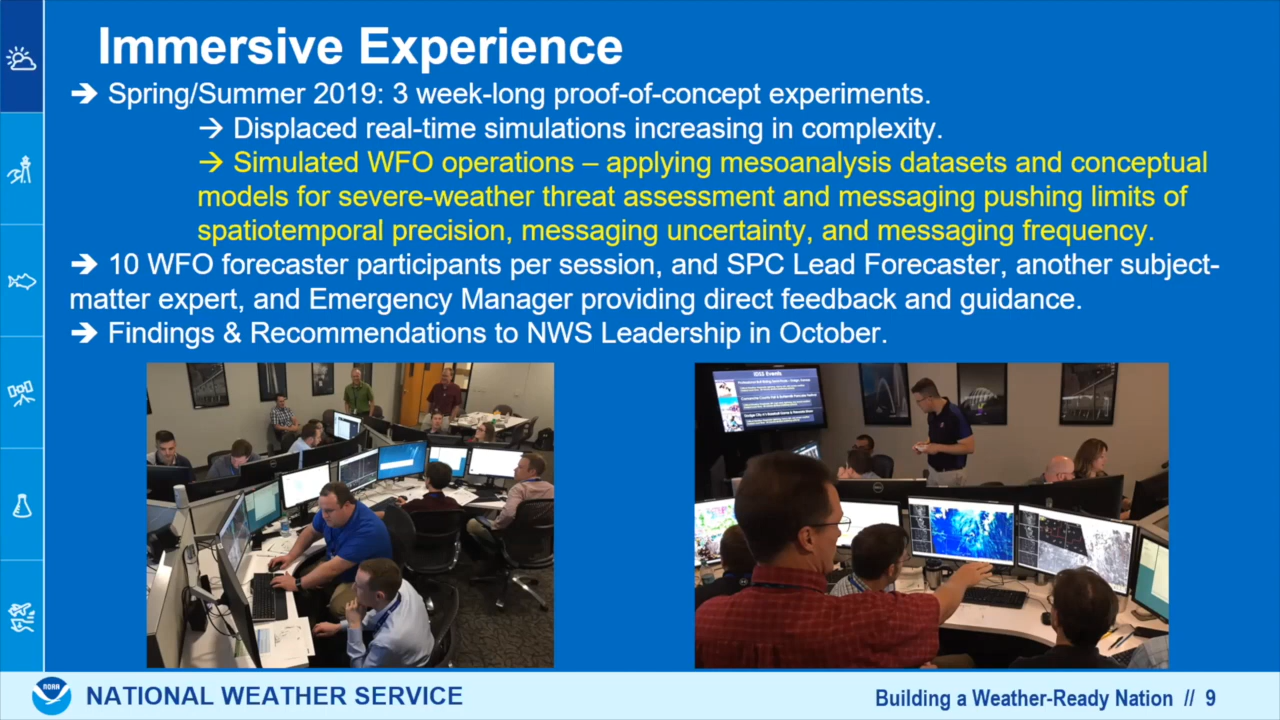 Immersive Experience
➔ Spring/Summer 2019: 3 week-long proof-of-concept experiments.
→ Displaced real-time simulations increasing in complexity.
→ Simulated WFO operations – applying mesoanalysis datasets and conceptual
models for severe-weather threat assessment and messaging pushing limits of
spatiotemporal precision, messaging uncertainty, and messaging frequency.
➔ 10 WFO forecaster participants per session, and SPC Lead Forecaster, another subject-
matter expert, and Emergency Manager providing direct feedback and guidance.
➔ Findings & Recommendations to NWS Leadership in October.
IDSS Events
NOAA
NATIONAL WEATHER SERVICE
Building a Weather-Ready Nation // 9